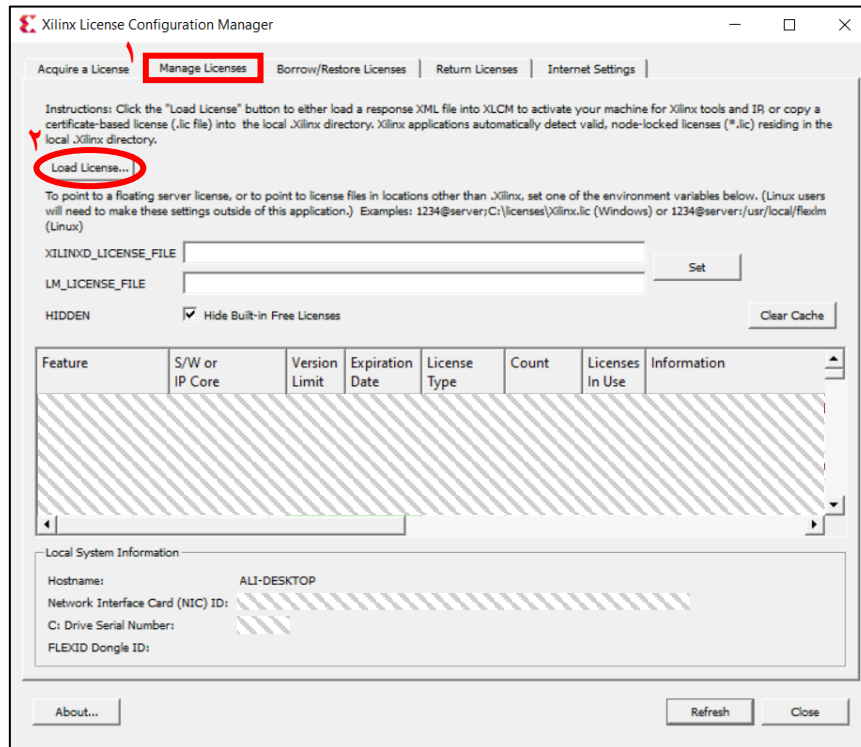 Xilinx License Configuration Manager
۱
Acquire a License Manage Licenses Borrow/Restore Licenses Return Licenses Internet Settings
Instructions: Click the "Load License" button to either load a response XML file into XLCM to activate your machine for Xilinx tools and IP, or copy a
certificate-based license (.lic file) into the local .Xilinx directory. Xilinx applications automatically detect valid, node-locked licenses (*.lic) residing in the
local .Xilinx directory.
۲
Load License...
To point to a floating server license, or to point to license files in locations other than .Xilinx, set one of the environment variables below. (Linux users
will need to make these settings outside of this application.) Examples: 1234@server;C:\licenses\Xilinx.lic (Windows) or 1234@server:/usr/local/flexlm
(Linux)
XILINXD_LICENSE_FILE
Set
LM_LICENSE_FILE
HIDDEN Hide Built-in Free Licenses Clear Cache
Feature S/W or Version Expiration License Count Licenses Information
IP Core Limit Date Type In Use
Local System Information
Hostname: ALI-DESKTOP
Network Interface Card (NIC) ID:
C: Drive Serial Number:
FLEXID Dongle ID:
About... Refresh Close